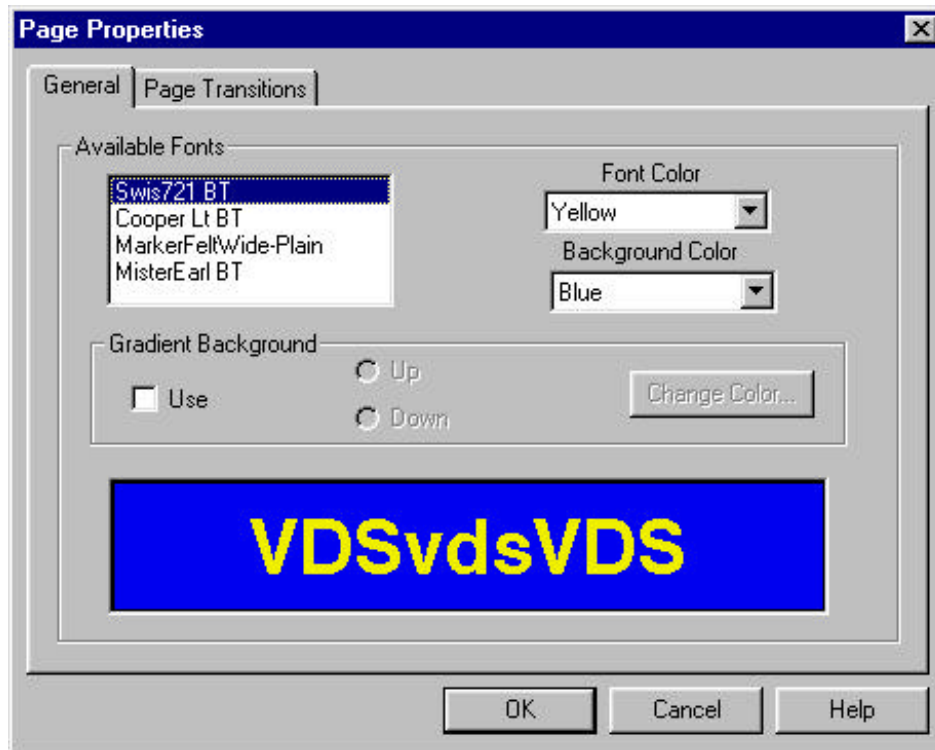 Page Properties
General
Page Transitions
Available Fonts
Swis721 BT
Cooper Lt BT
MarkerFeltWide-Plain
MisterEarl BT
Font Color
Yellow
Background Color
Blue
Gradient Background
Use
Up
Down
Change Color...
VDSvdsVDS
OK
Cancel
Help